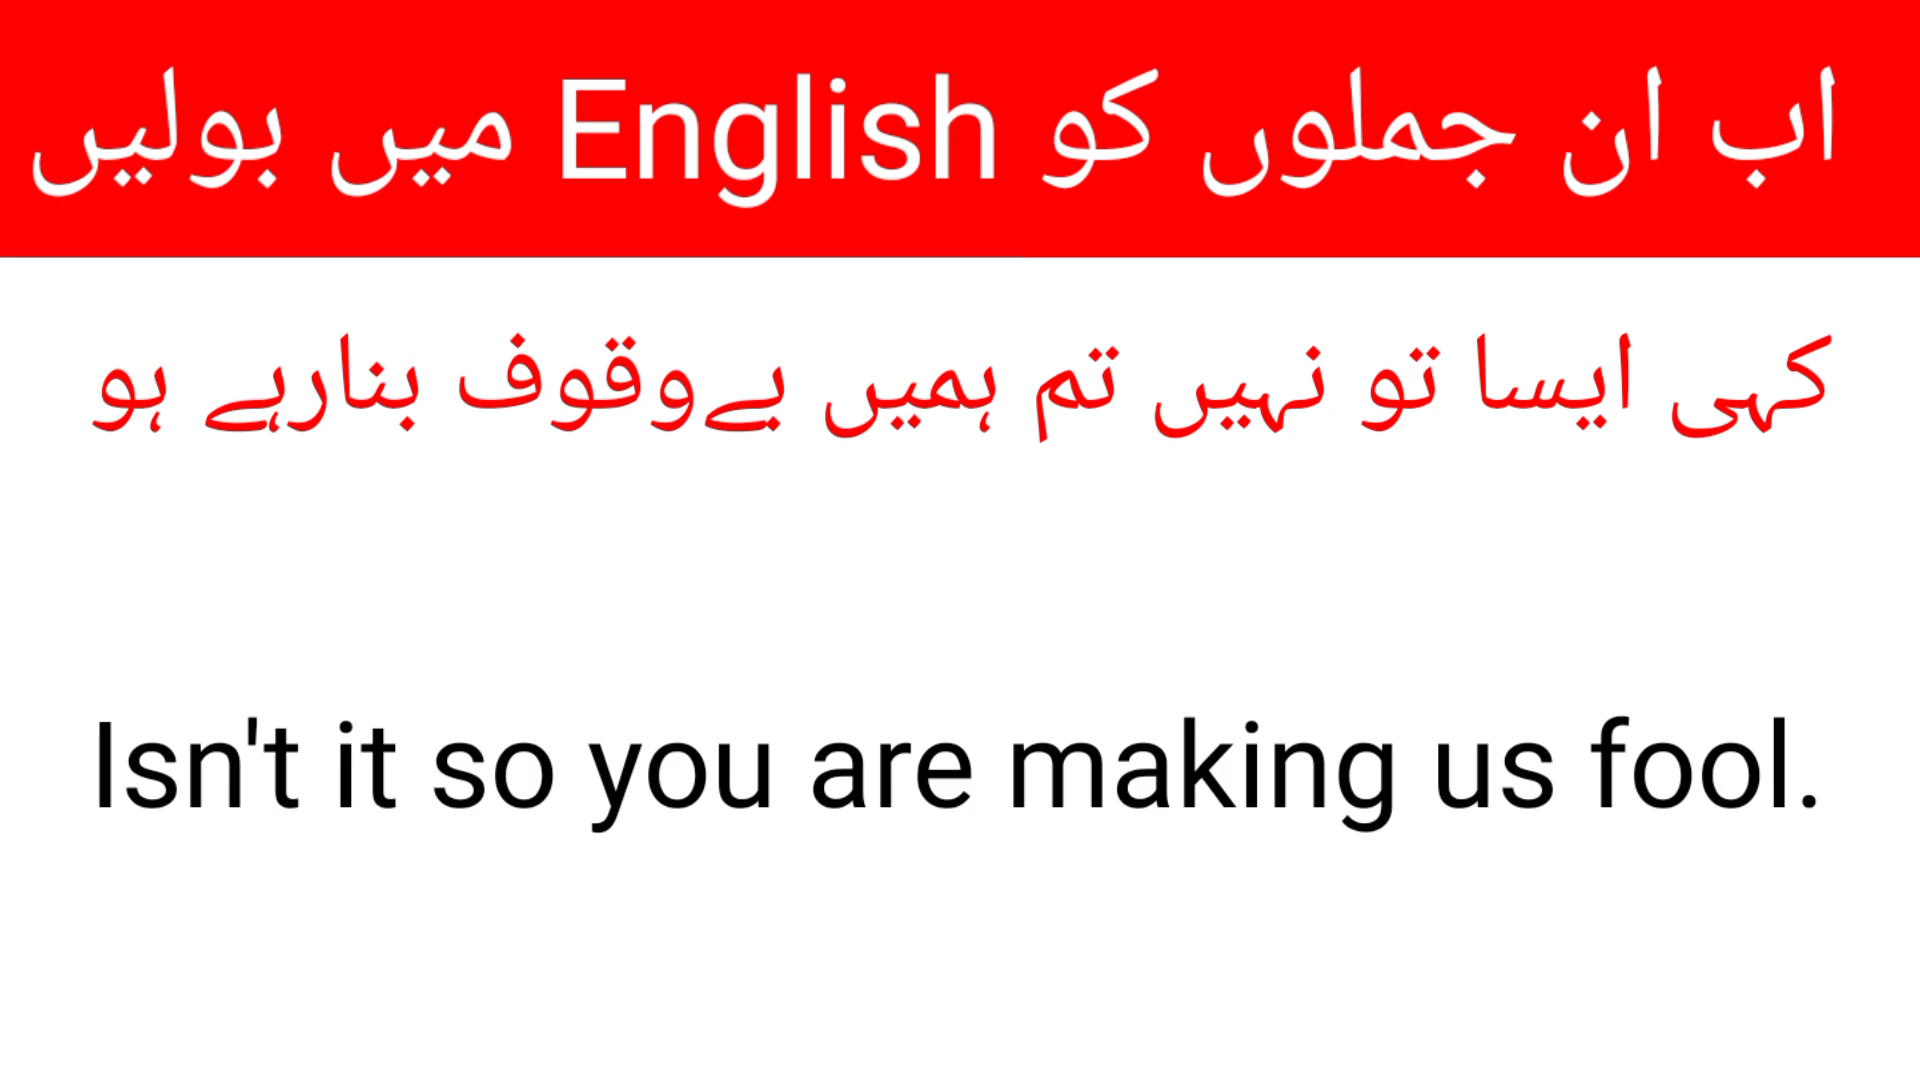 اب ان جملوں کو English میں بولیں
کہی ایسا تو نہیں تم ہمیں بےوقوف بنارہے ہو
Isn't it so you are making us fool.